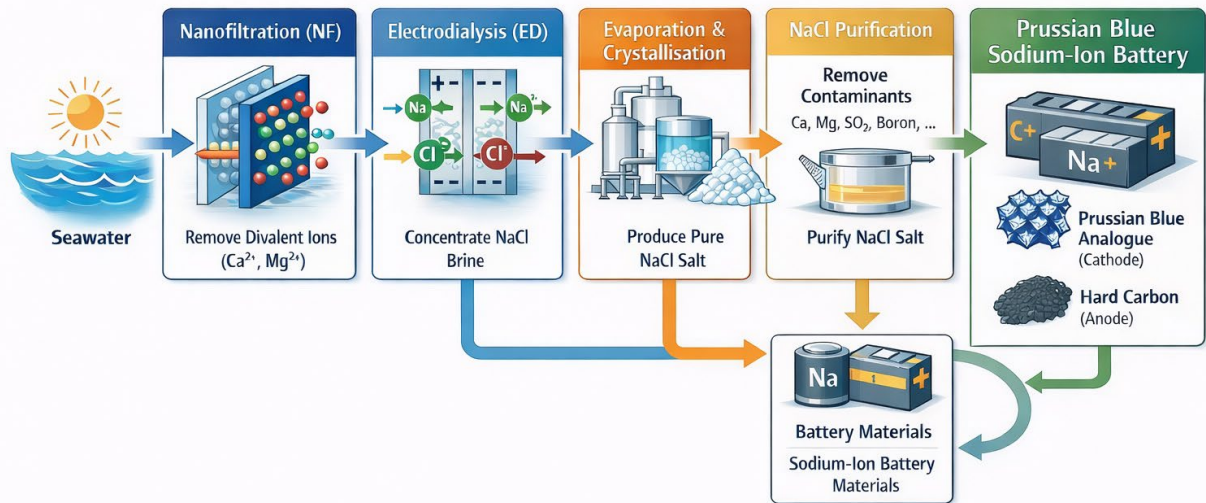 Nanofiltration (NF)
Electrodialysis (ED)
Evaporation &
Crystallisation
NaCl Purification
Prussian Blue
Sodium-Ion Battery
Seawater
Remove Divalent Ions
(Ca²⁺, Mg²⁺)
+ -
- -
Na
Na
Cl
Cl
- -
Concentrate NaCl
Brine
Produce Pure
NaCl Salt
Remove
Contaminants
Ca, Mg, SO₂, Boron, ...
Purify NaCl Salt
C+
+
Na+
Prussian Blue
Analogue
(Cathode)
Hard Carbon
(Anode)
Na
+
Battery Materials
Sodium-Ion Battery
Materials